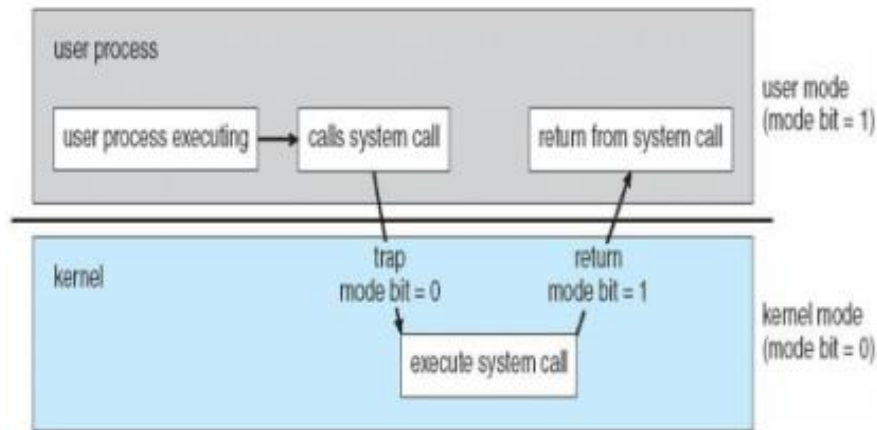 user process
user process executing
calls system call
return from system call
user mode
(mode bit = 1)
kernel
trap
mode bit = 0
return
mode bit = 1
execute system call
kernel mode
(mode bit = 0)